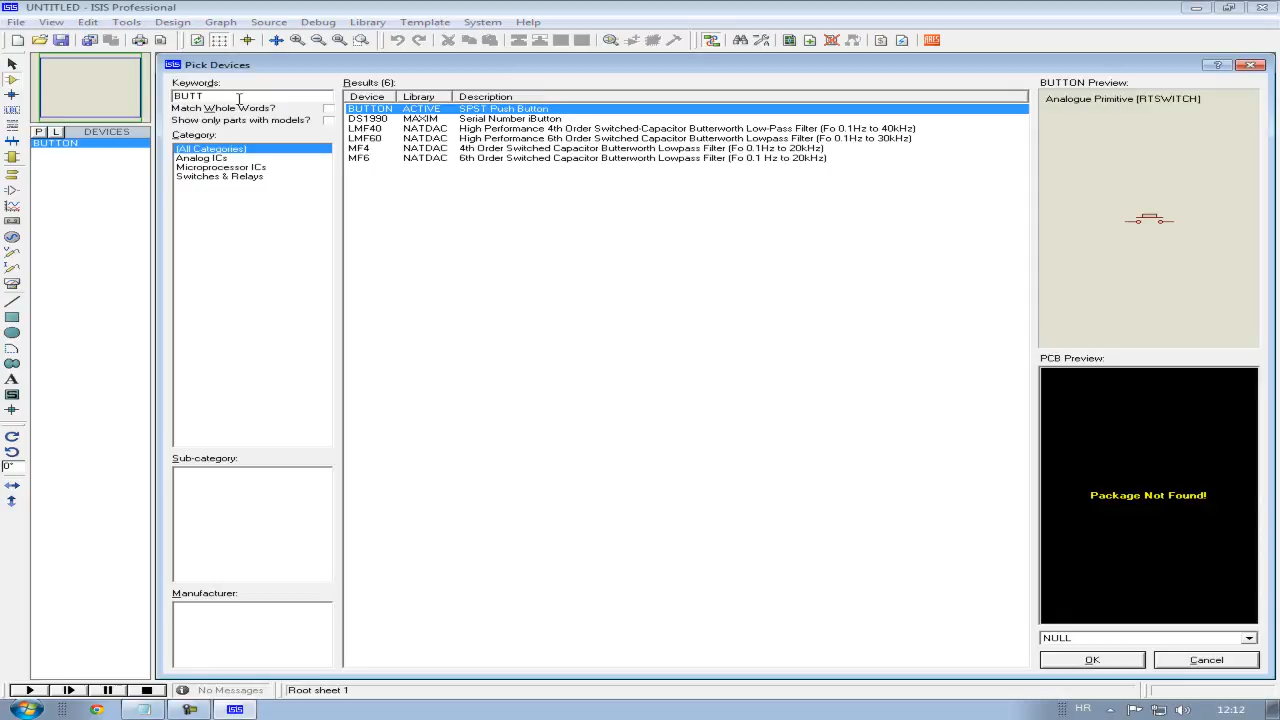 UNTITLED - ISIS Professional
File View Edit Tools Design Graph Source Debug Library Template System Help
ARES
Pick Devices
Keywords:
BUTT
Match Whole Words?
Show only parts with models?
Category:
(All Categories)
Analog ICs
Microprocessor ICs
Switches & Relays
Sub-category:
Manufacturer:
P L DEVICES
BUTTON
0°
Results (6):
Device Library Description
BUTTON ACTIVE SPST Push Button
DS1990 MAXIM Serial Number iButton
LMF40 NATDAC High Performance 4th Order Switched-Capacitor Butterworth Low-Pass Filter (Fo 0.1Hz to 40kHz)
LMF60 NATDAC High Performance 6th Order Switched-Capacitor Butterworth Lowpass Filter (Fo 0.1Hz to 30kHz)
MF4 NATDAC 4th Order Switched Capacitor Butterworth Lowpass Filter (Fo 0.1Hz to 20kHz)
MF6 NATDAC 6th Order Switched Capacitor Butterworth Lowpass Filter (Fo 0.1 Hz to 20kHz)
BUTTON Preview:
Analogue Primitive [RTSWITCH]
PCB Preview:
Package Not Found!
NULL
OK Cancel
No Messages Root sheet 1
HR 12:12